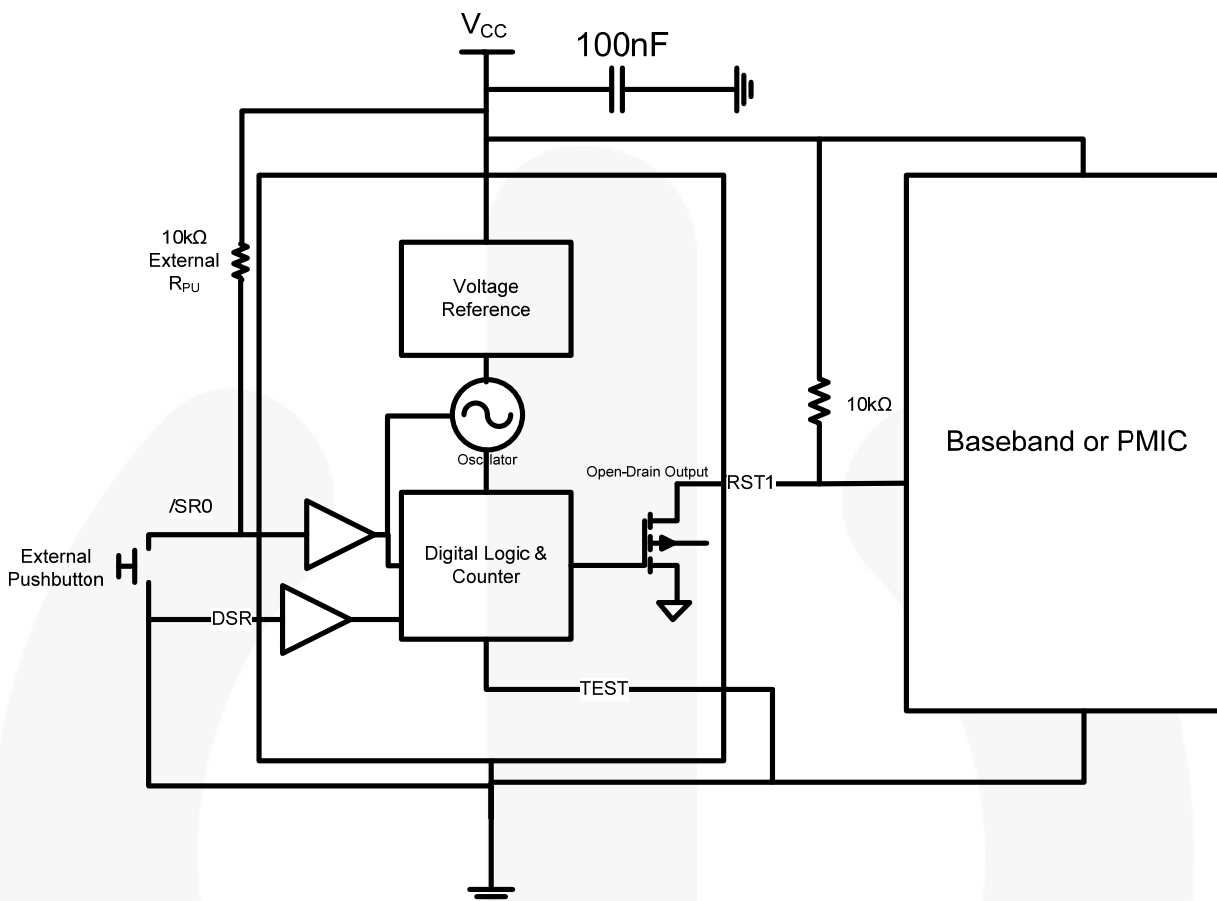 VCC
100nF
10kΩ
External
RPU
Voltage
Reference
Oscillator
10kΩ
Baseband or PMIC
Open-Drain Output
RST1
/SR0
External
Pushbutton
Digital Logic &
Counter
DSR
TEST